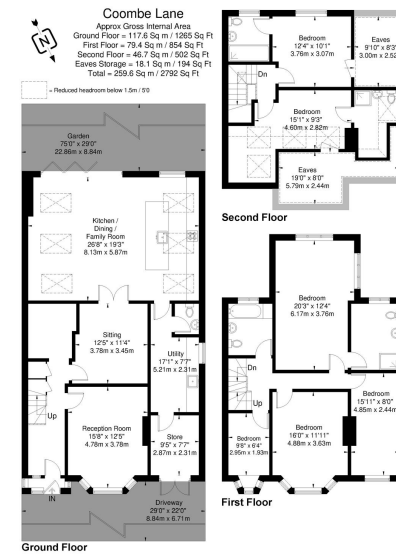 Coombe Lane
Approx Gross Internal Area
Ground Floor = 117.6 Sq m / 1265 Sq Ft
First Floor = 79.4 Sq m / 854 Sq Ft
Second Floor = 46.7 Sq m / 502 Sq Ft
Eaves Storage = 18.1 Sq m / 194 Sq Ft
Total = 259.6 Sq m / 2792 Sq Ft
N
= Reduced headroom below 1.5m / 5'0
Garden
75'0" x 29'0"
22.86m x 8.84m
Kitchen /
Dining /
Family Room
26'8" x 19'3"
8.13m x 5.87m
Sitting
12'5" x 11'4"
3.78m x 3.45m
Utility
17'1" x 7'7"
5.21m x 2.31m
Up
Reception Room
15'8" x 12'5"
4.78m x 3.78m
Store
9'5" x 7'7"
2.87m x 2.31m
IN
Driveway
29'0" x 22'0"
8.84m x 6.71m
Ground Floor
Bedroom
12'4" x 10'1"
3.76m x 3.07m
Eaves
9'10" x 8'3"
3.00m x 2.52
Dn
Bedroom
15'1" x 9'3"
4.60m x 2.82m
Eaves
19'0" x 8'0"
5.79m x 2.44m
Second Floor
Bedroom
20'3" x 12'4"
6.17m x 3.76m
Dn
Up
Bedroom
9'8" x 6'4"
2.95m x 1.93m
Bedroom
16'0" x 11'11"
4.88m x 3.63m
Bedroom
15'11" x 8'0"
4.85m x 2.44m
First Floor